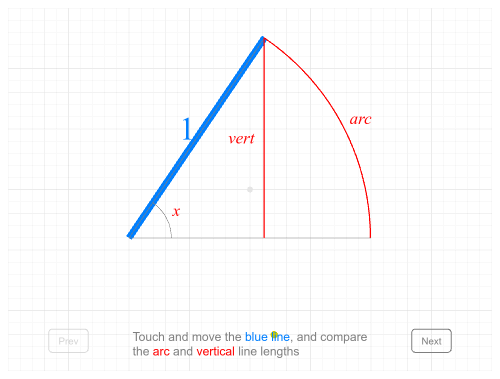 1
vert
arc
x
Prev
Touch and move the blue line, and compare
the arc and vertical line lengths
Next